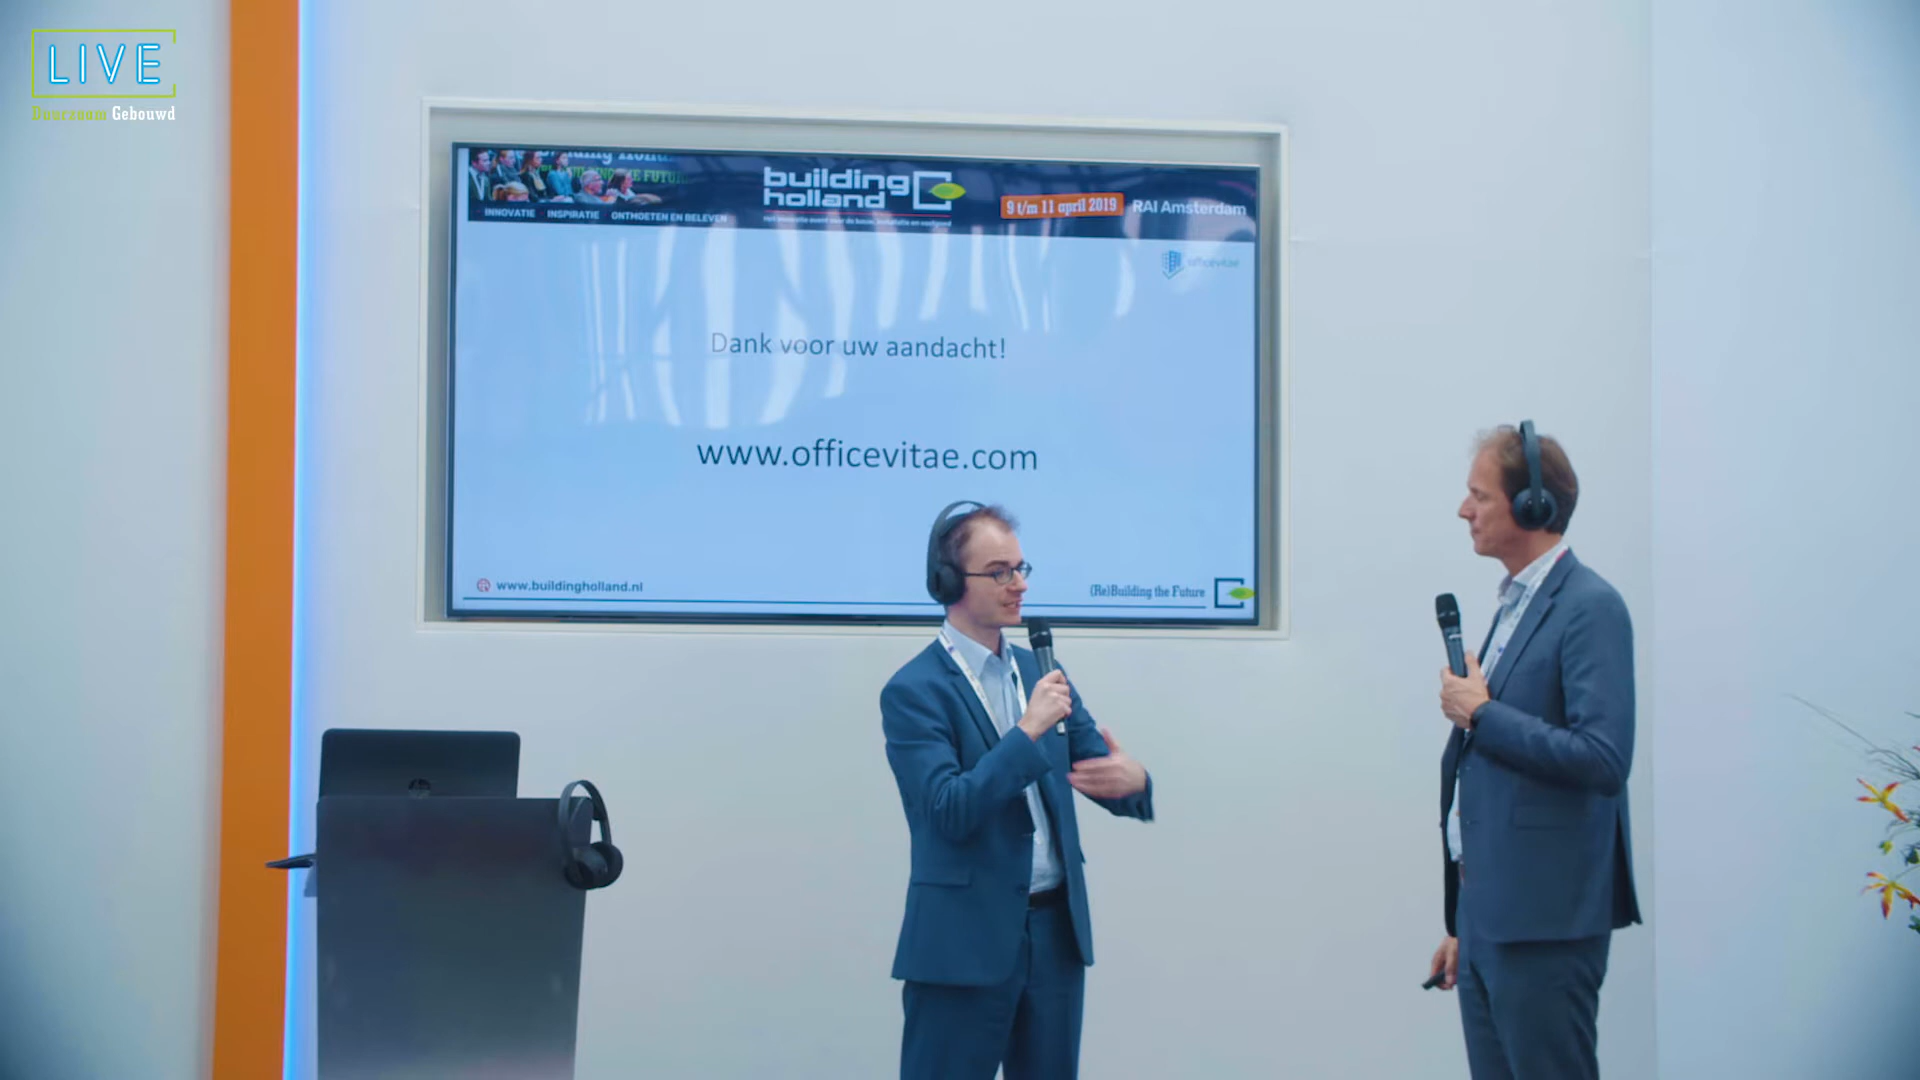 LIVE
Duurzaam Gebouwd
INNOVATIE INSPIRATIE ONTMOETEN EN BELEVEN
building
holland
9 t/m 11 april 2019 RAI Amsterdam
officevitae
Dank voor uw aandacht!
www.officevitae.com
www.buildingholland.nl
(Re)Building the Future